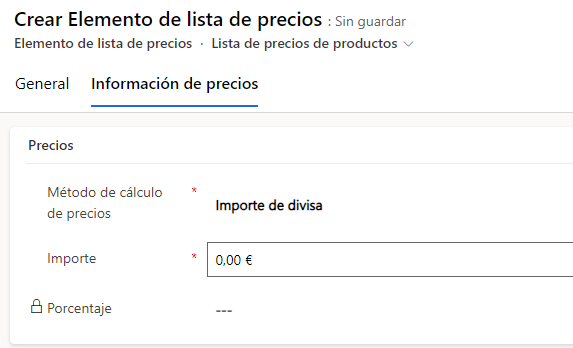 Crear Elemento de lista de precios : Sin guardar
Elemento de lista de precios · Lista de precios de productos
General Información de precios
Precios
Método de cálculo * Importe de divisa
de precios
Importe * 0,00 €
Porcentaje ---